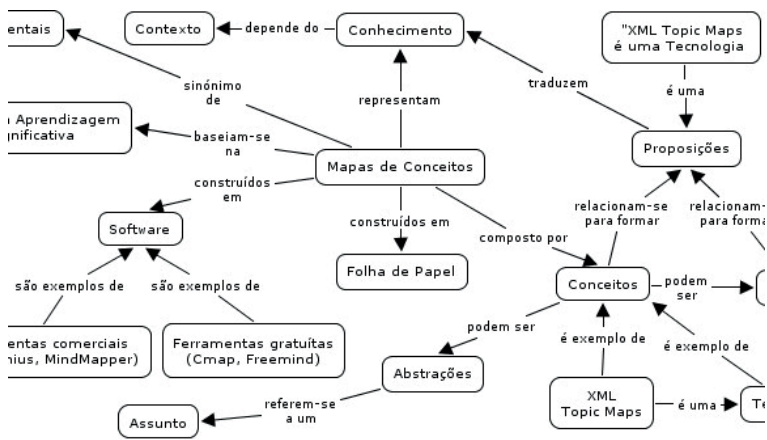 Contexto
depende do
Conhecimento
"XML Topic Maps
é uma Tecnologia
sinónimo
de
representam
traduzem
é uma
Aprendizagem
baseiam-se
na
Mapas de Conceitos
Proposições
construídos
em
construídos em
relacionam-se
para formar
Software
composto por
Folha de Papel
Conceitos
podem
ser
são exemplos de
são exemplos de
podem ser
é exemplo de
é exemplo de
comerciais
MindMapper)
Ferramentas gratuítas
(Cmap, Freemind)
Abstrações
XML
Topic Maps
é uma
referem-se
a um
Assunto